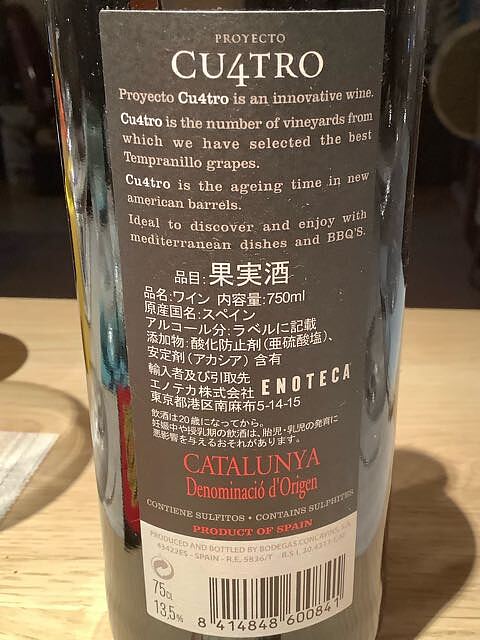 PROYECTO
CU4TRO
Proyecto Cu4tro is an innovative wine.
Cu4tro is the number of vineyards from
which we have selected the best
Tempranillo grapes.
Cu4tro is the ageing time in new
american barrels.
Ideal to discover and enjoy with
mediterranean dishes and BBQ'S.
品目:果実酒
品名:ワイン 内容量:750ml
原産国名:スペイン
アルコール分:ラベルに記載
添加物:酸化防止剤(亜硫酸塩)、
安定剤(アカシア)含有
輸入者及び引取先
エノテカ株式会社 ENOTECA
東京都港区南麻布5-14-15
飲酒は20歳になってから。
妊娠中や授乳期の飲酒は、胎児・乳児の発育に
悪影響を与えるおそれがあります。
CATALUNYA
Denominació d'Origen
CONTIENE SULFITOS • CONTAINS SULPHITES
PRODUCT OF SPAIN
PRODUCED AND BOTTLED BY BODEGAS CONCAVINS, S.A.
43422ES - SPAIN - R.E. 5836/T
75cl
13,5%
8 414848 600841